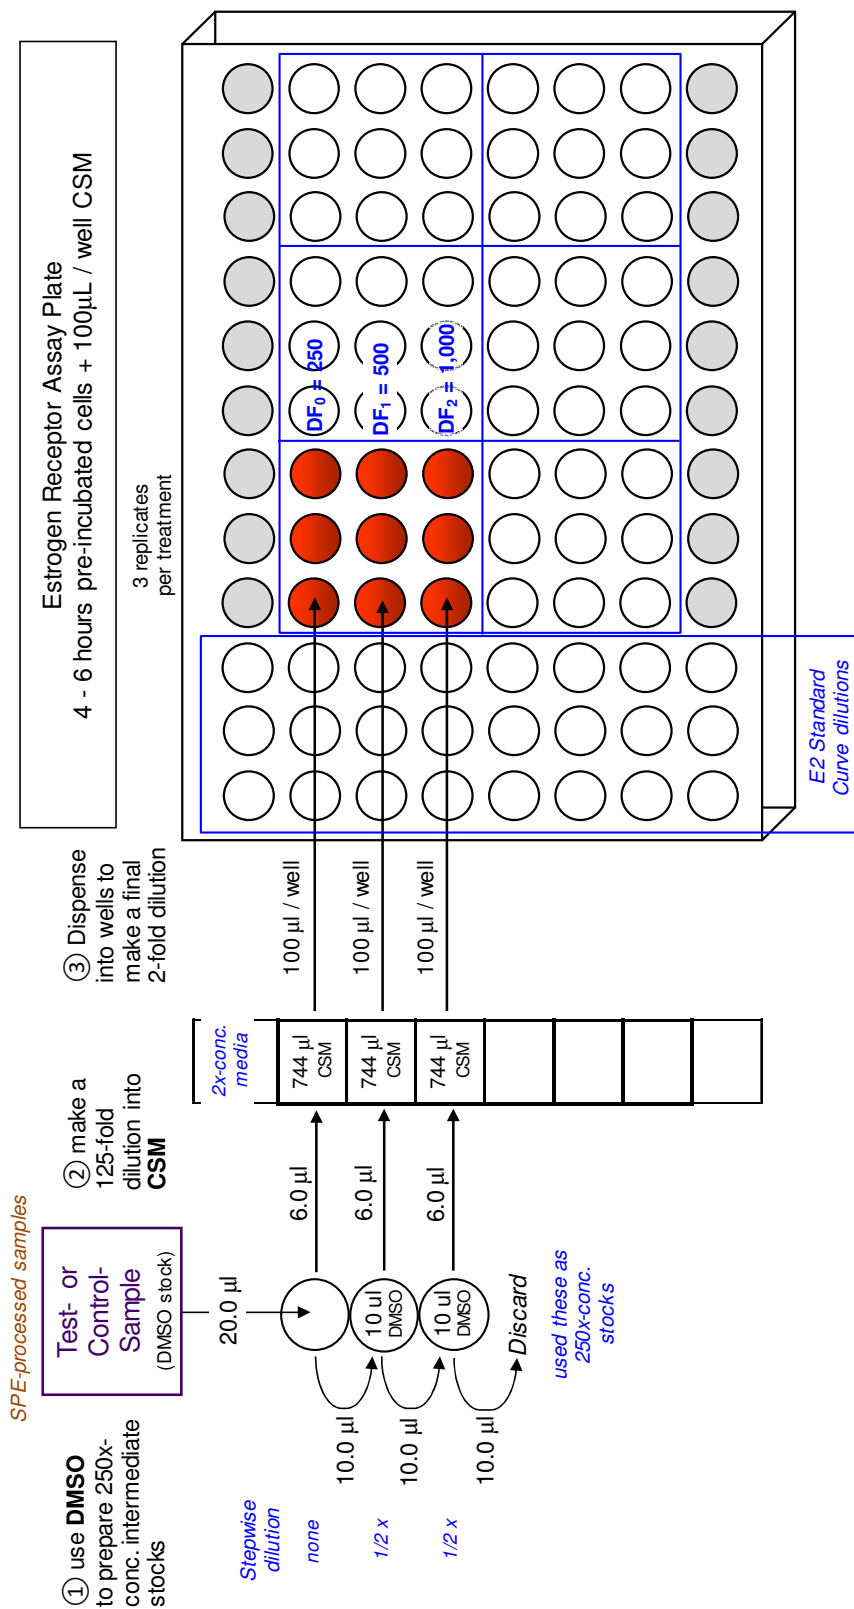 SPE-processed samples
① use DMSO
to prepare 250x-
conc. intermediate
stocks
Test- or
Control-
Sample
(DMSO stock)
② make a
125-fold
dilution into
CSM
③ Dispense
into wells to
make a final
2-fold dilution
Estrogen Receptor Assay Plate
4 - 6 hours pre-incubated cells + 100µL / well CSM
3 replicates
per treatment
20.0 µl
Stepwise
dilution
none
1/2 x
1/2 x
10.0 µl
10.0 µl
10.0 µl
10 ul
DMSO
10 ul
DMSO
Discard
used these as
250x-conc.
stocks
6.0 µl
6.0 µl
6.0 µl
2x-conc.
media
744 µl
CSM
744 µl
CSM
744 µl
CSM
100 µl / well
100 µl / well
100 µl / well
DF0 = 250
DF1 = 500
DF2 = 1,000
E2 Standard
Curve dilutions